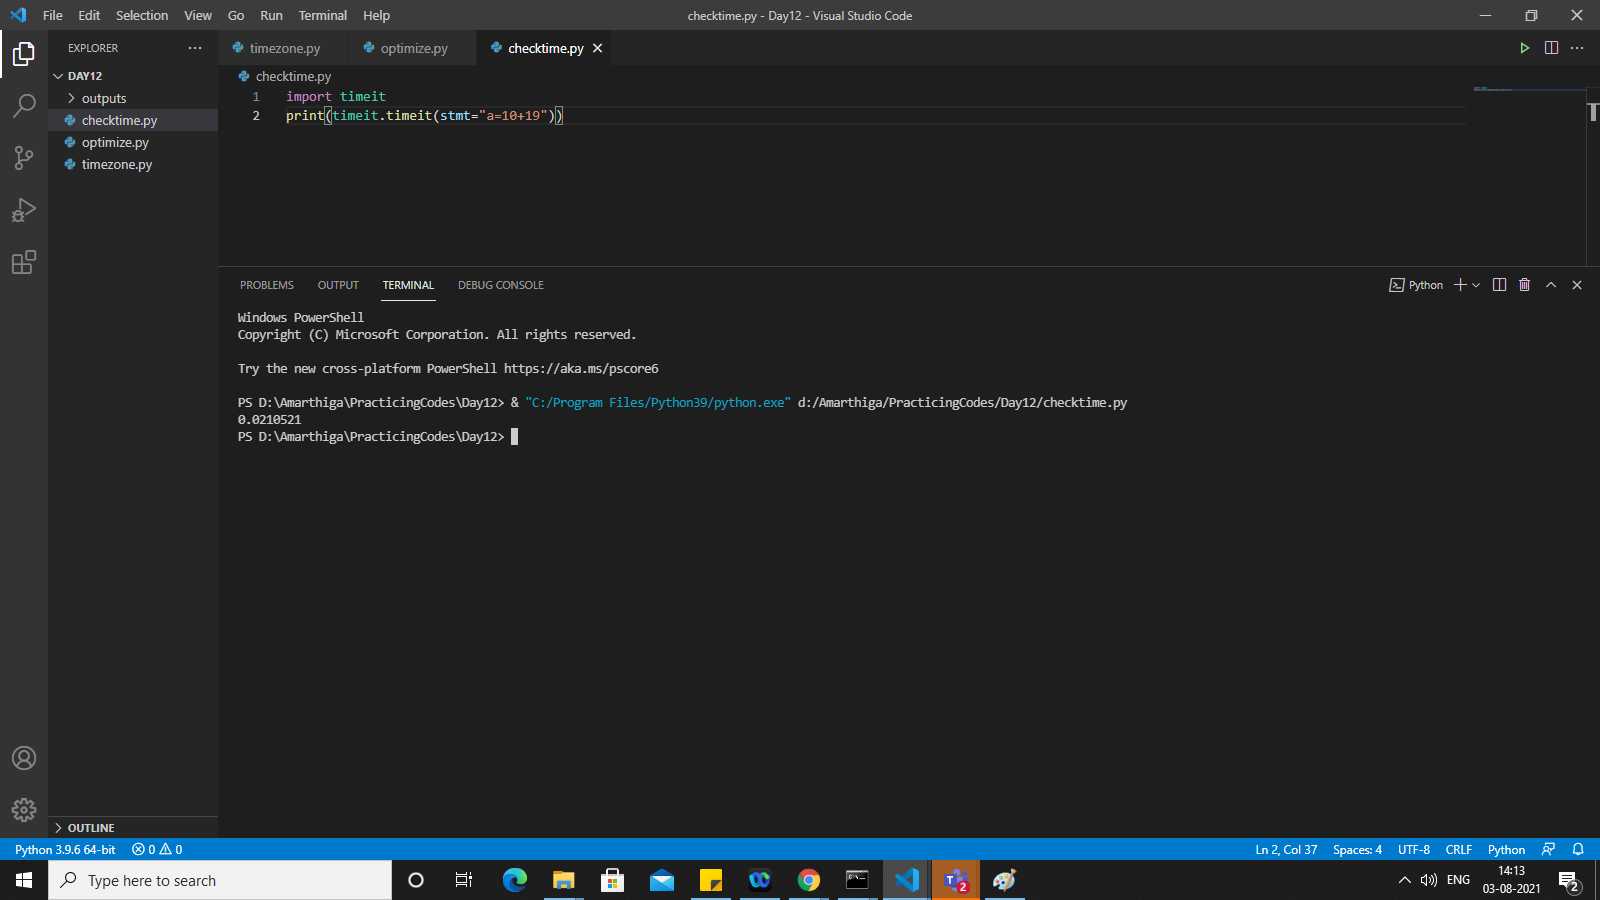 File Edit Selection View Go Run Terminal Help
checktime.py - Day12 - Visual Studio Code
EXPLORER
timezone.py
optimize.py
checktime.py
DAY12
outputs
checktime.py
optimize.py
timezone.py
checktime.py
1 import timeit
2 print(timeit.timeit(stmt="a=10+19"))
PROBLEMS OUTPUT TERMINAL DEBUG CONSOLE
Python
Windows PowerShell
Copyright (C) Microsoft Corporation. All rights reserved.
Try the new cross-platform PowerShell https://aka.ms/pscore6
PS D:\Amarthiga\PracticingCodes\Day12> & "C:/Program Files/Python39/python.exe" d:/Amarthiga/PracticingCodes/Day12/checktime.py
0.0210521
PS D:\Amarthiga\PracticingCodes\Day12>
OUTLINE
Python 3.9.6 64-bit 0 0
Ln 2, Col 37 Spaces: 4 UTF-8 CRLF Python
Type here to search
2
ENG
14:13
03-08-2021
2